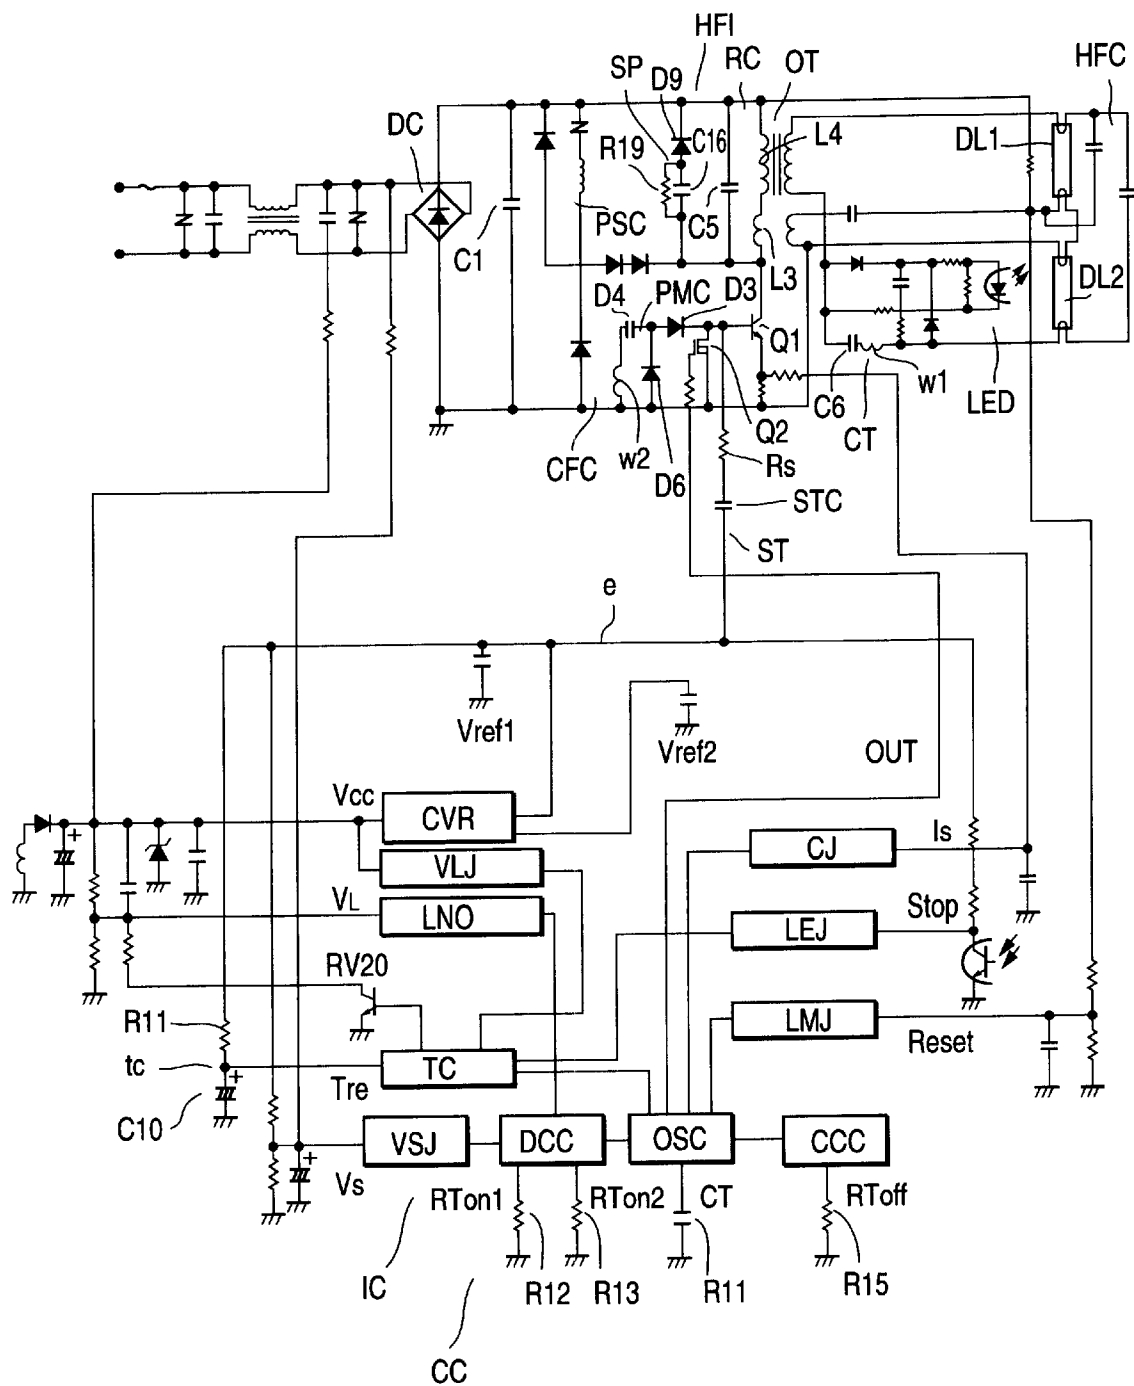 HFI
SP
D9
RC
OT
HFC
DC
R19
C16
L4
DL1
C1
PSC
C5
L3
DL2
D4
PMC
D3
Q1
C6
w1
LED
CT
CFC
w2
D6
Q2
Rs
STC
ST
e
Vref1
Vref2
OUT
Vcc
CVR
VLJ
CJ
Is
VL
LNO
LEJ
Stop
RV20
R11
LMJ
Reset
tc
TC
Tre
C10
VSJ
DCC
OSC
CCC
Vs
RTon1
RTon2
CT
RToff
IC
R12
R13
R11
R15
CC